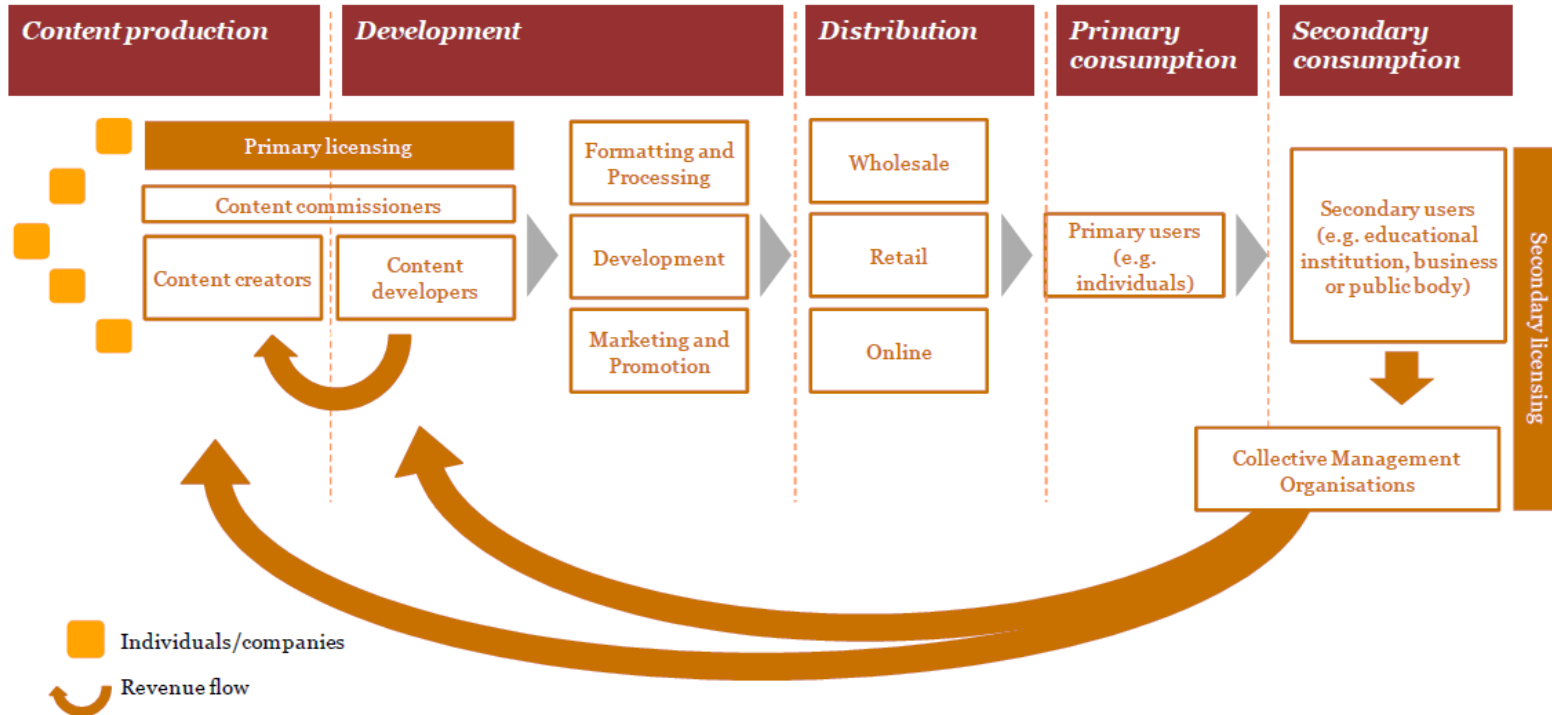 Content production
Development
Distribution
Primary
consumption
Secondary
consumption
Primary licensing
Content commissioners
Content creators
Content
developers
Formatting and
Processing
Development
Marketing and
Promotion
Wholesale
Retail
Online
Primary users
(e.g.
individuals)
Secondary users
(e.g. educational
institution, business
or public body)
Secondary licensing
Collective Management
Organisations
Individuals/companies
Revenue flow